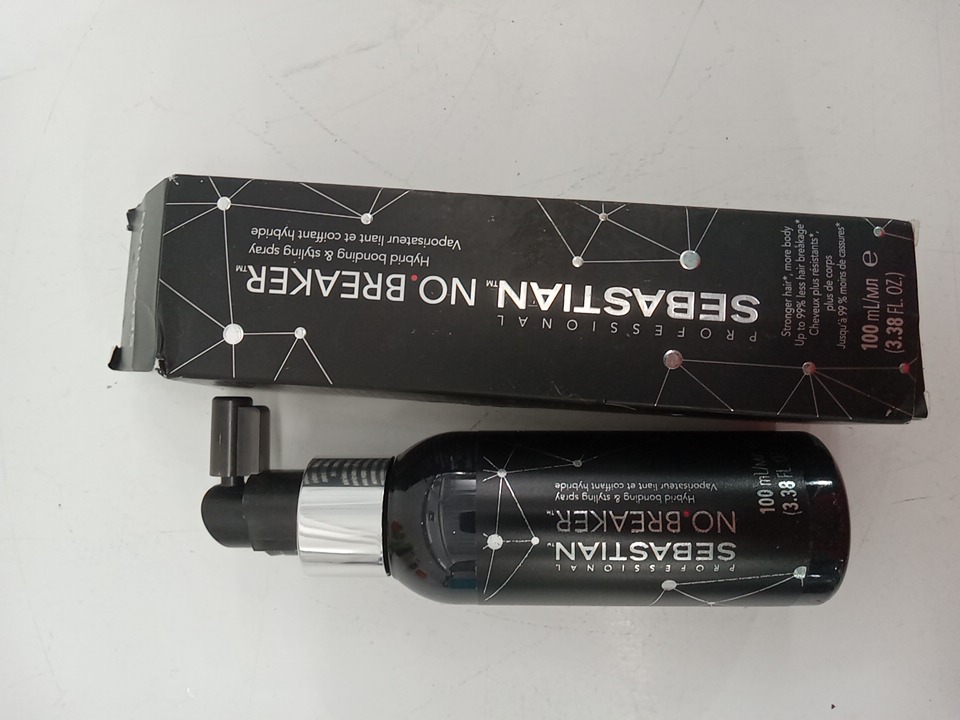 PROFESSIONAL
SEBASTIAN™
NO.BREAKER™
Hybrid bonding & styling spray
Vaporisateur liant et coiffant hybride
Stronger hair*, more body
Up to 99% less hair breakage*
Cheveux plus résistants*,
plus de corps
Jusqu'à 99 % moins de cassures*
100 mL/Мл e
(3.38 FL. OZ.)
PROFESSIONAL
SEBASTIAN™
NO.BREAKER™
Hybrid bonding & styling spray
Vaporisateur liant et coiffant hybride
100 mL/Мл
(3.38 FL.